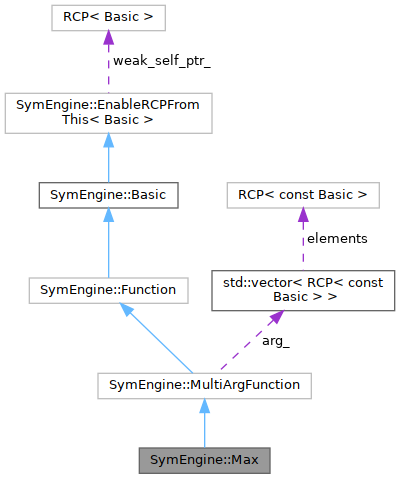 RCP< Basic >
weak_self_ptr_
SymEngine::EnableRCPFrom
This< Basic >
SymEngine::Basic
RCP< const Basic >
elements
SymEngine::Function
std::vector< RCP< const
Basic > >
arg_
SymEngine::MultiArgFunction
SymEngine::Max